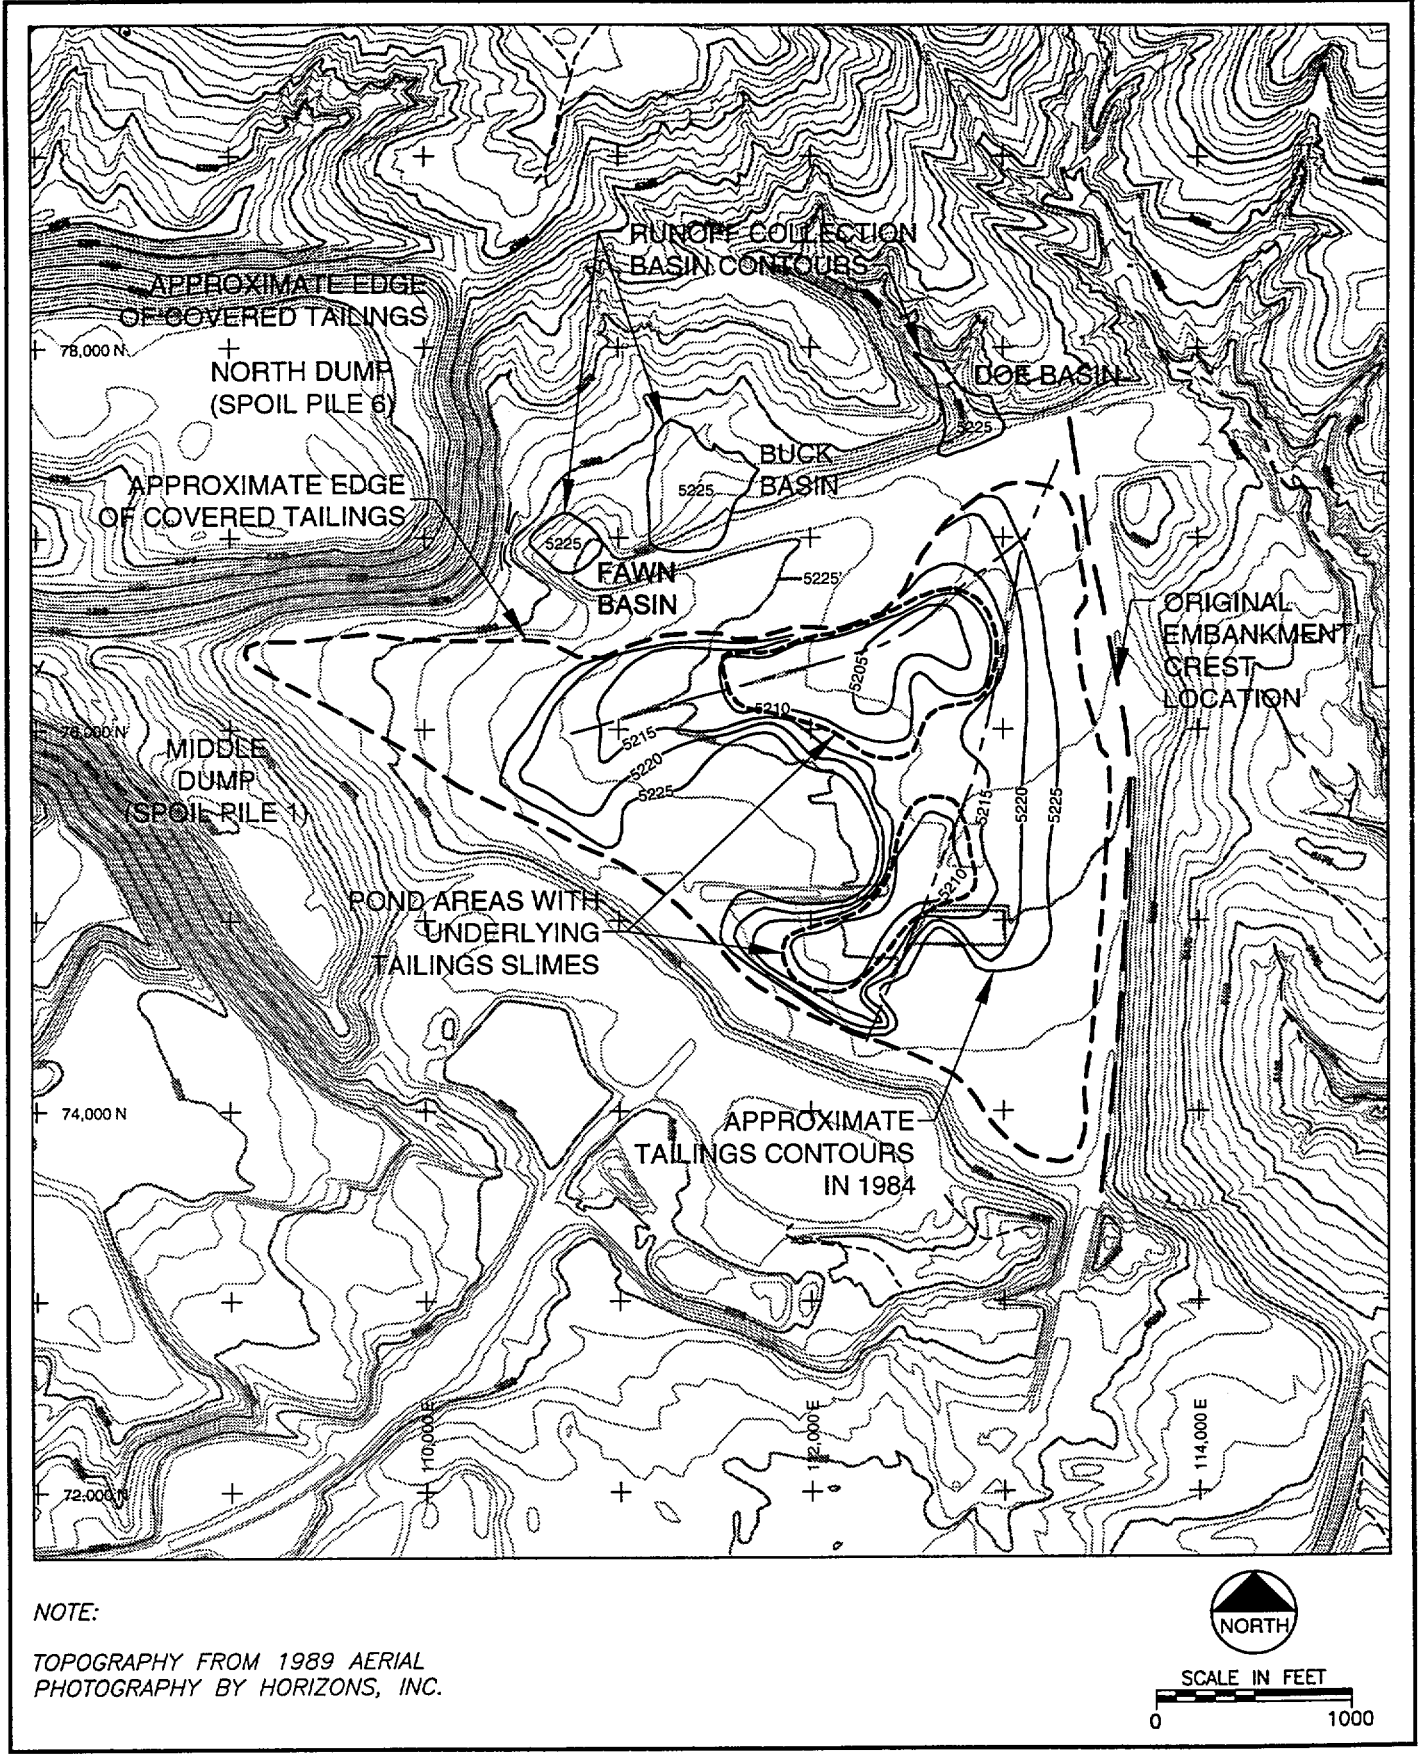 RUNOFF COLLECTION
BASIN CONTOURS
APPROXIMATE EDGE
OF COVERED TAILINGS
78,000 N
NORTH DUMP
(SPOIL PILE 6)
DOE BASIN
5225
BUCK
BASIN
5225
APPROXIMATE EDGE
OF COVERED TAILINGS
5225
FAWN
BASIN
5225
ORIGINAL
EMBANKMENT
CREST
LOCATION
5205
5210
76,000 N
MIDDLE
DUMP
(SPOIL PILE 1)
5215
5220
5225
5215
5220
5225
5210
POND AREAS WITH
UNDERLYING
TAILINGS SLIMES
74,000 N
APPROXIMATE
TAILINGS CONTOURS
IN 1984
110,000 E
112,000 E
114,000 E
72,000 N
NOTE:
TOPOGRAPHY FROM 1989 AERIAL
PHOTOGRAPHY BY HORIZONS, INC.
NORTH
SCALE IN FEET
0 1000